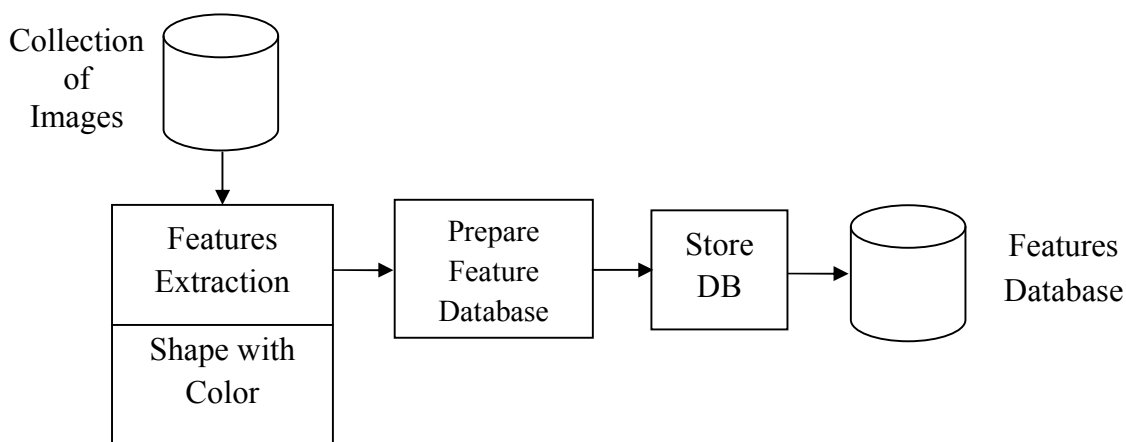 Collection
of
Images
Features
Extraction
Shape with
Color
Prepare
Feature
Database
Store
DB
Features
Database